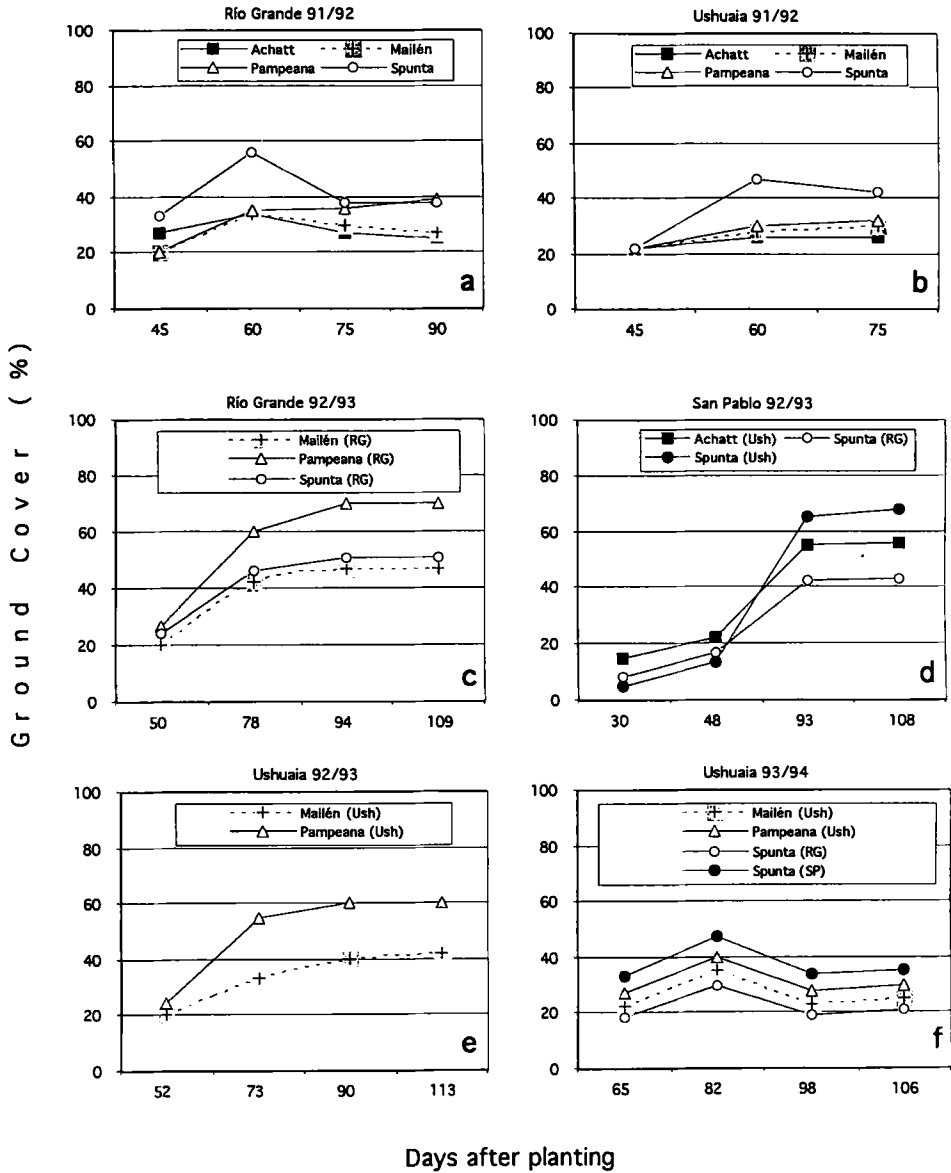 Río Grande 91/92
Achatt Mailén
Pampeana Spunta
100
80
60
40
20
0
45 60 75 90
a
Ushuaia 91/92
Achatt Mailén
Pampeana Spunta
100
80
60
40
20
0
45 60 75
b
Río Grande 92/93
Mailén (RG)
Pampeana (RG)
Spunta (RG)
100
80
60
40
20
0
50 78 94 109
c
San Pablo 92/93
Achatt (Ush) Spunta (RG)
Spunta (Ush)
100
80
60
40
20
0
30 48 93 108
d
Ushuaia 92/93
Mailén (Ush)
Pampeana (Ush)
100
80
60
40
20
0
52 73 90 113
e
Ushuaia 93/94
Mailén (Ush)
Pampeana (Ush)
Spunta (RG)
Spunta (SP)
100
80
60
40
20
0
65 82 98 106
f
Ground Cover (%)
Days after planting